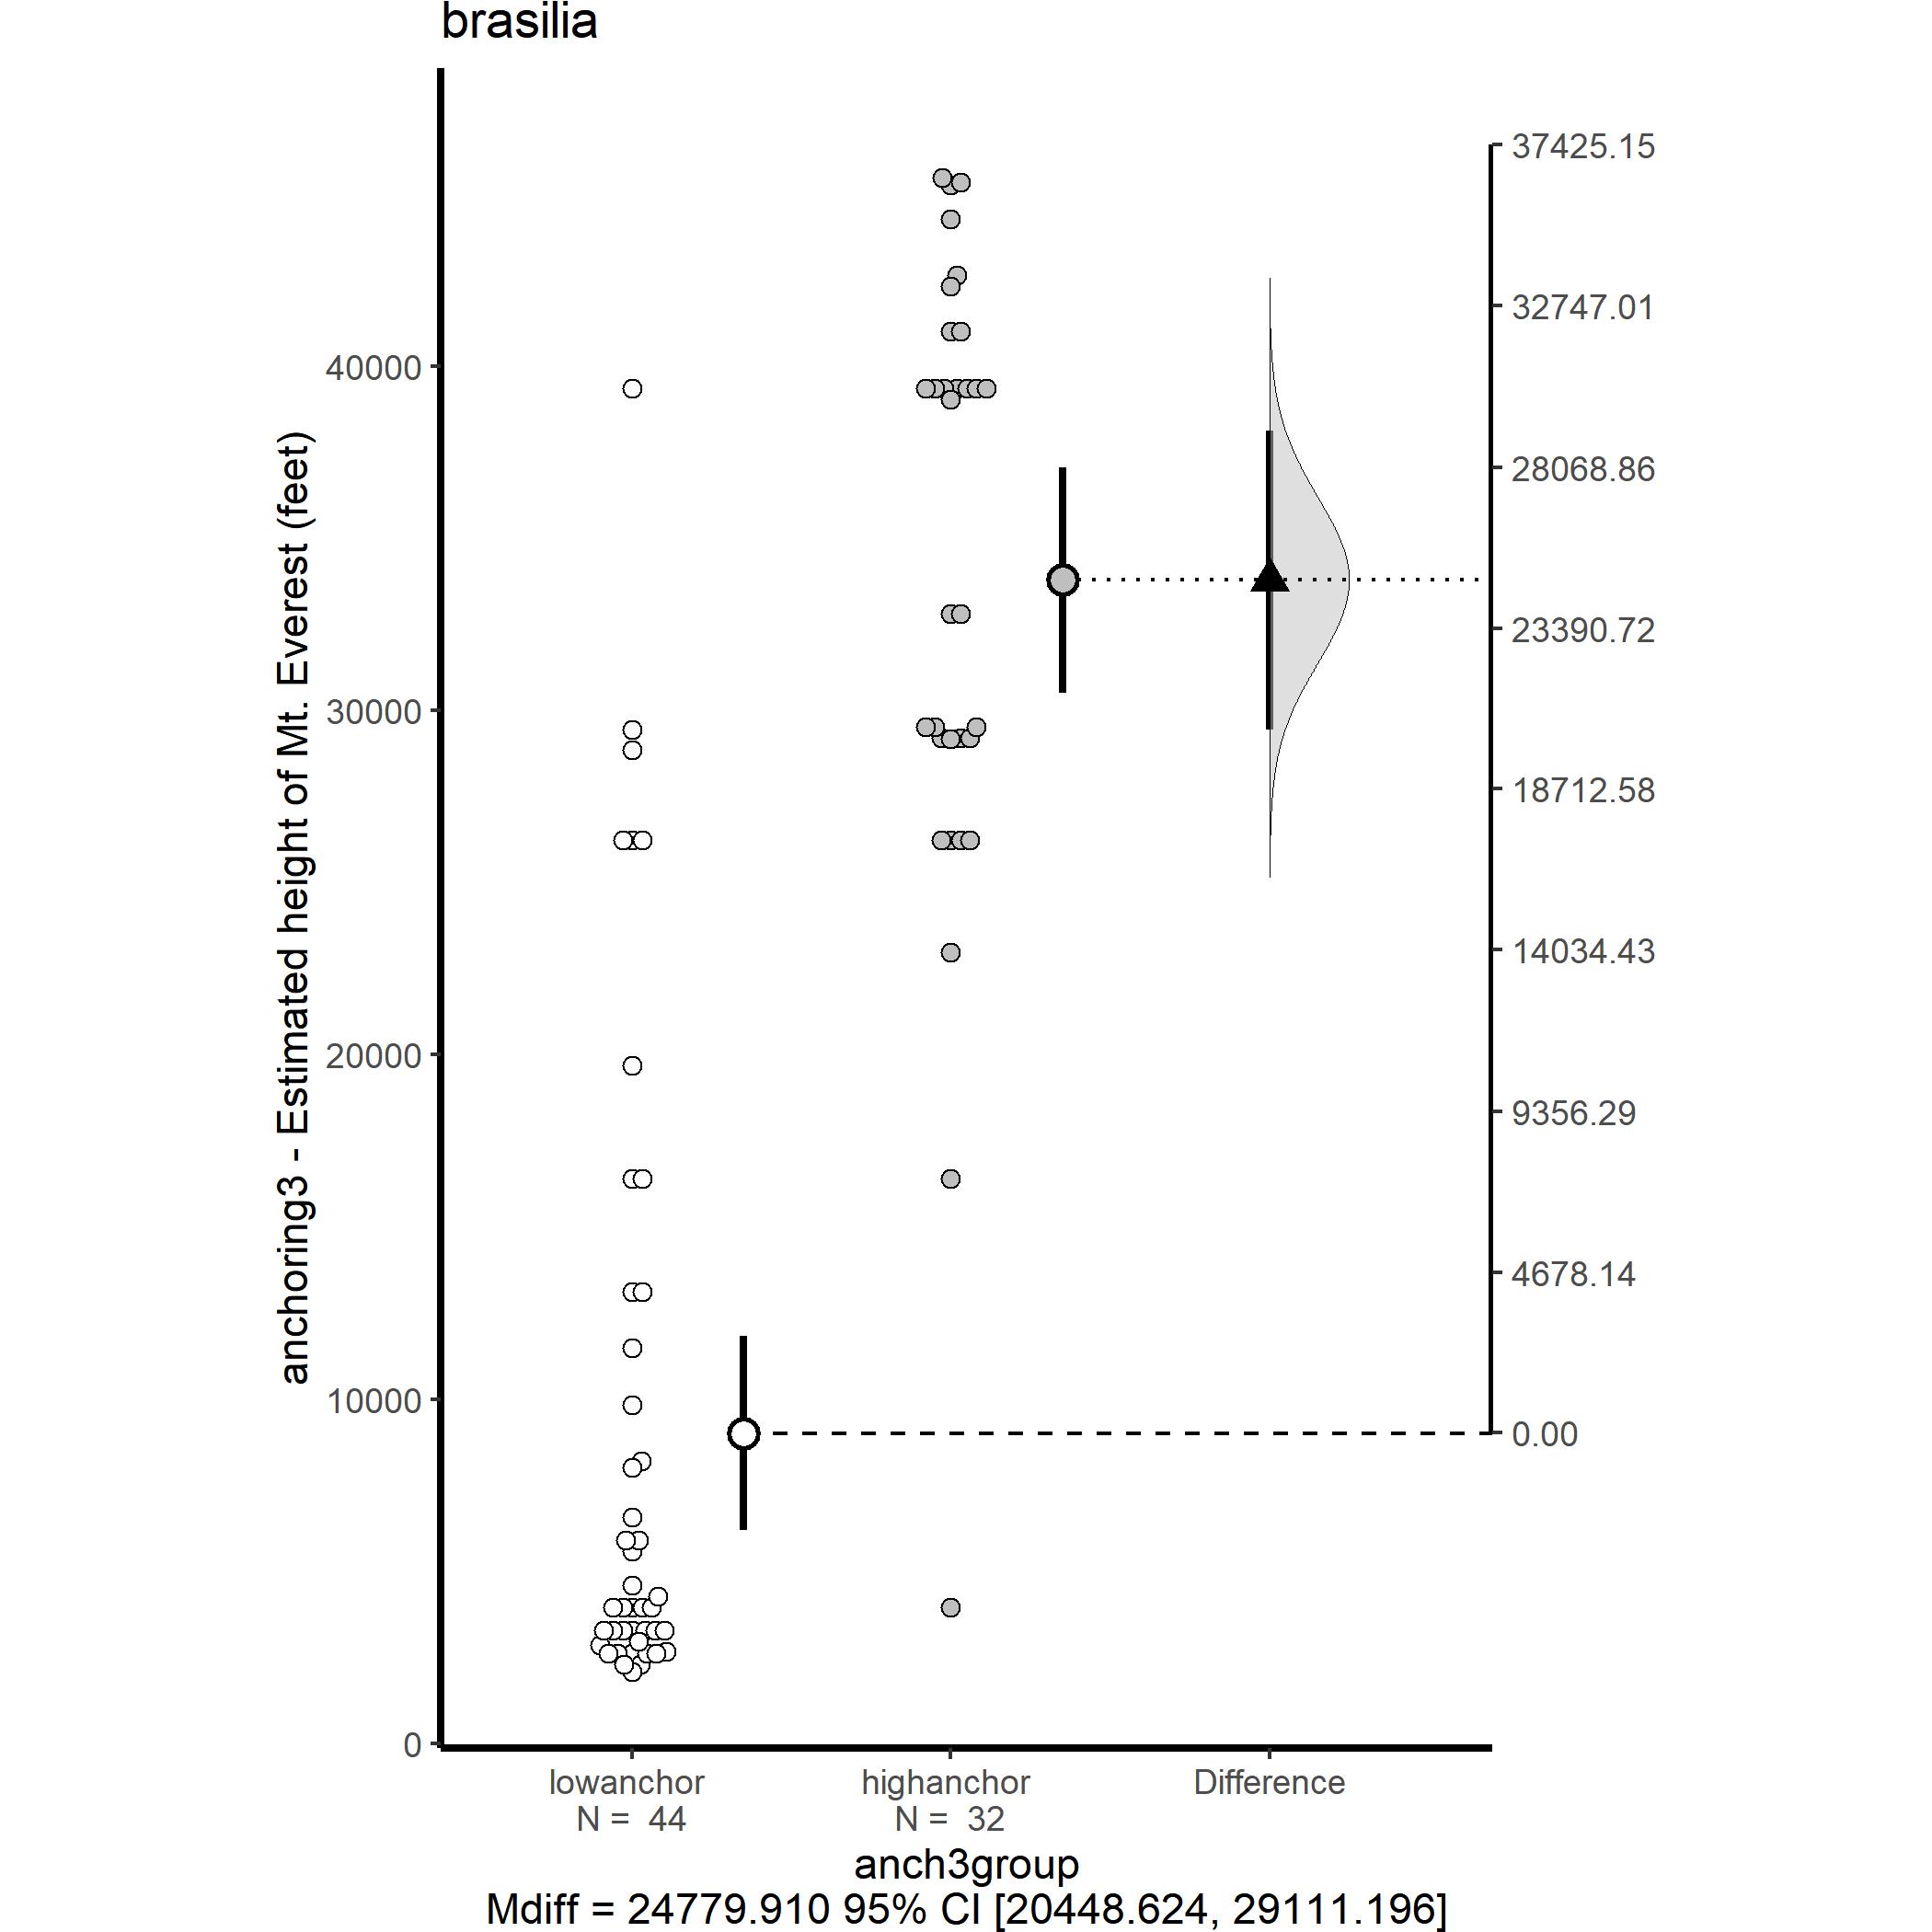 brasilia
anchoring3 - Estimated height of Mt. Everest (feet)
40000
30000
20000
10000
0
37425.15
32747.01
28068.86
23390.72
18712.58
14034.43
9356.29
4678.14
0.00
lowanchor
N =  44
highanchor
N =  32
Difference
anch3group
Mdiff = 24779.910 95% CI [20448.624, 29111.196]